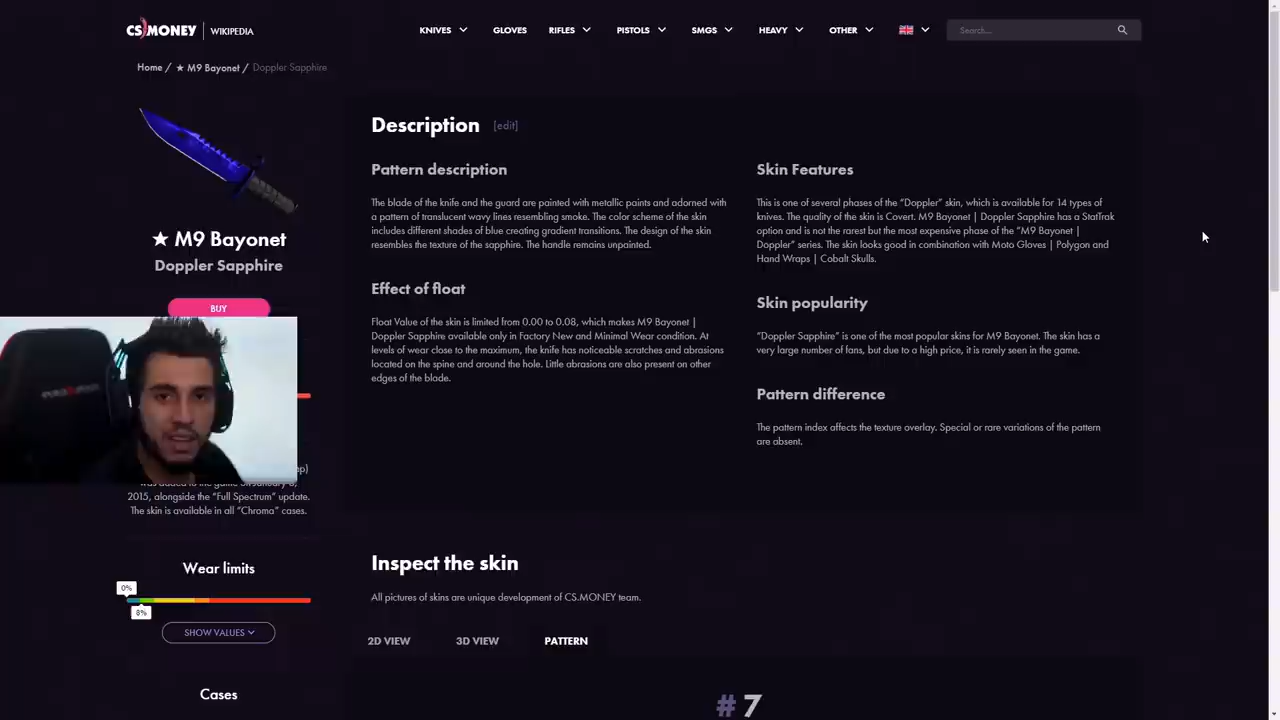 CS.MONEY | WIKIPEDIA
KNIVES GLOVES RIFLES PISTOLS SMGS HEAVY OTHER Search...
Home / ★ M9 Bayonet / Doppler Sapphire
★ M9 Bayonet
Doppler Sapphire
BUY
was added to the game on January 8,
2015, alongside the “Full Spectrum” update.
The skin is available in all “Chroma” cases.
Wear limits
0%
8%
SHOW VALUES
Cases
Description [edit]
Pattern description
The blade of the knife and the guard are painted with metallic paints and adorned with
a pattern of translucent wavy lines resembling smoke. The color scheme of the skin
includes different shades of blue creating gradient transitions. The design of the skin
resembles the texture of the sapphire. The handle remains unpainted.
Effect of float
Float Value of the skin is limited from 0.00 to 0.08, which makes M9 Bayonet |
Doppler Sapphire available only in Factory New and Minimal Wear condition. At
levels of wear close to the maximum, the knife has noticeable scratches and abrasions
located on the spine and around the hole. Little abrasions are also present on other
edges of the blade.
Skin Features
This is one of several phases of the “Doppler” skin, which is available for 14 types of
knives. The quality of the skin is Covert. M9 Bayonet | Doppler Sapphire has a StatTrak
option and is not the rarest but the most expensive phase of the “M9 Bayonet |
Doppler” series. The skin looks good in combination with Moto Gloves | Polygon and
Hand Wraps | Cobalt Skulls.
Skin popularity
“Doppler Sapphire” is one of the most popular skins for M9 Bayonet. The skin has a
very large number of fans, but due to a high price, it is rarely seen in the game.
Pattern difference
The pattern index affects the texture overlay. Special or rare variations of the pattern
are absent.
Inspect the skin
All pictures of skins are unique development of CS.MONEY team.
2D VIEW 3D VIEW PATTERN
# 7